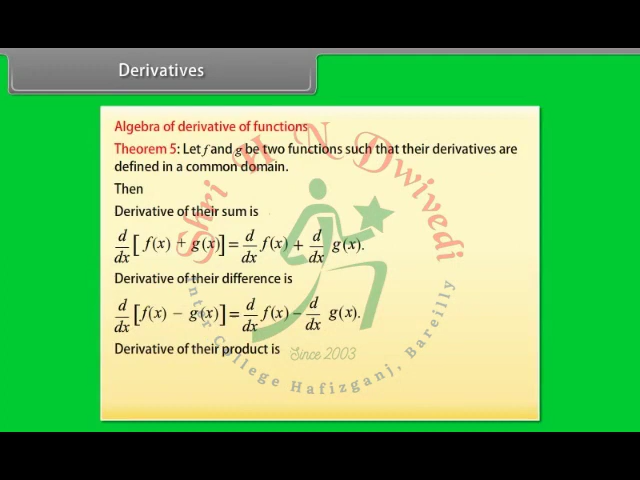 Derivatives
Algebra of derivative of functions
Theorem 5: Let f and g be two functions such that their derivatives are
defined in a common domain.
Then
Derivative of their sum is
d/dx [ f(x) + g(x)] = d/dx f(x) + d/dx g(x).
Derivative of their difference is
d/dx [f(x) − g(x)] = d/dx f(x) − d/dx g(x).
Derivative of their product is
Shri H N Dwivedi
Inter College Hafizganj, Bareilly
Since 2003